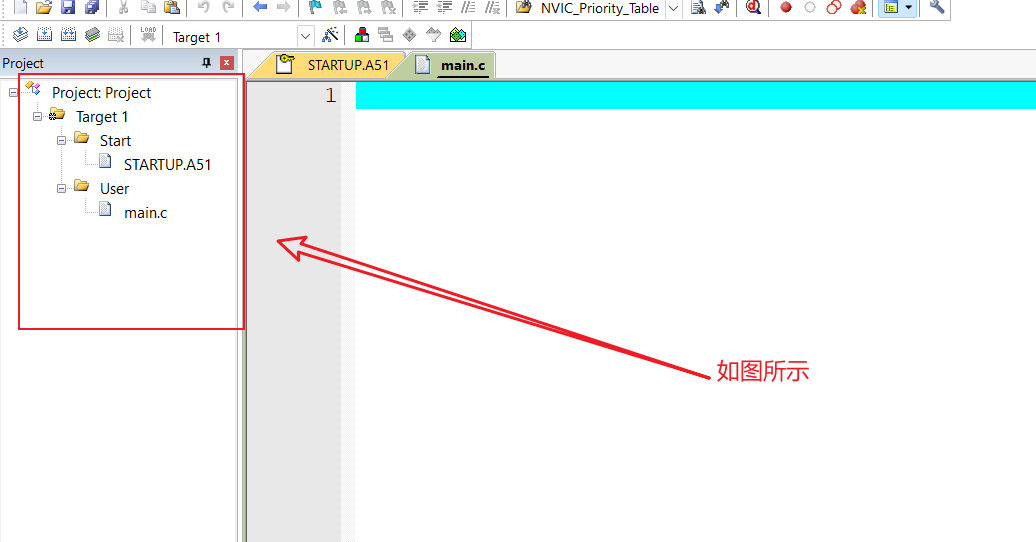 NVIC_Priority_Table
LOAD
Target 1
Project
STARTUP.A51
main.c
Project: Project
Target 1
Start
STARTUP.A51
User
main.c
1
如图所示